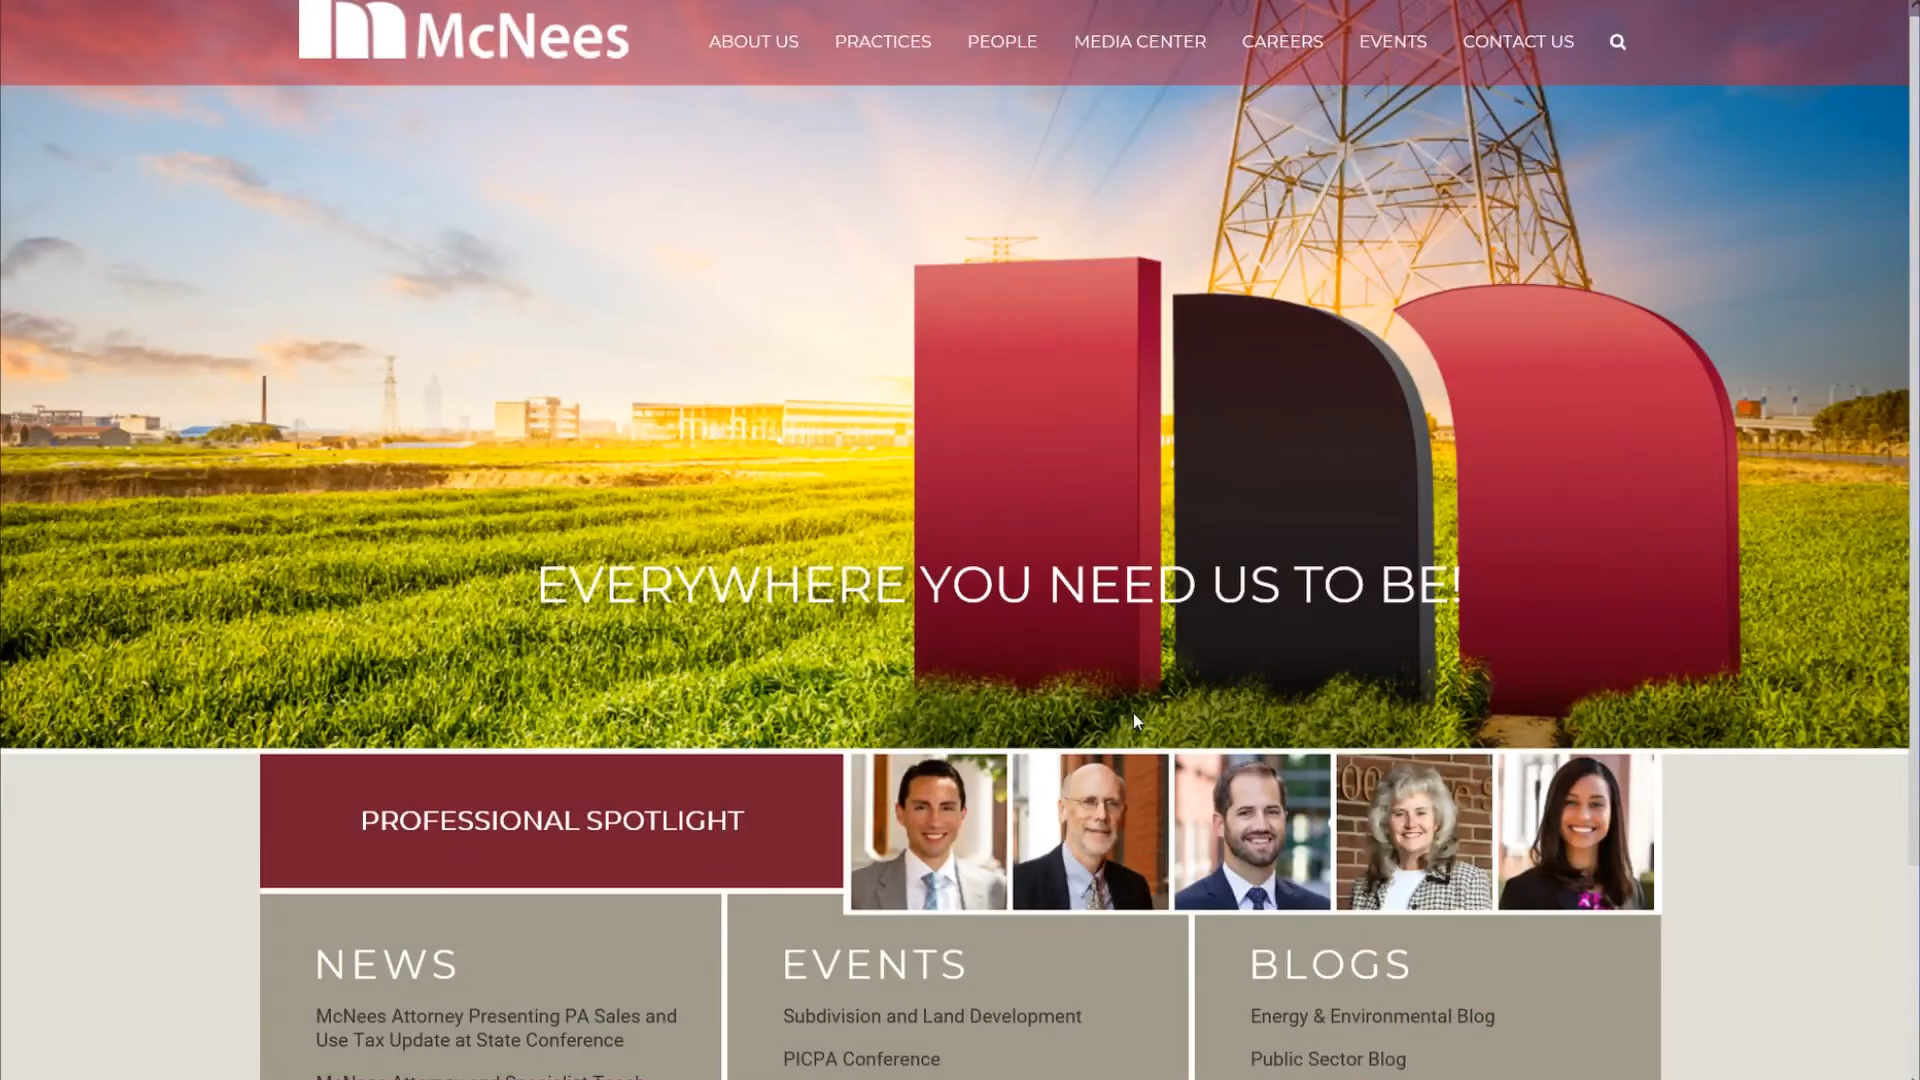 McNees
ABOUT US
PRACTICES
PEOPLE
MEDIA CENTER
CAREERS
EVENTS
CONTACT US
EVERYWHERE YOU NEED US TO BE!
PROFESSIONAL SPOTLIGHT
NEWS
McNees Attorney Presenting PA Sales and
Use Tax Update at State Conference
EVENTS
Subdivision and Land Development
PICPA Conference
BLOGS
Energy & Environmental Blog
Public Sector Blog